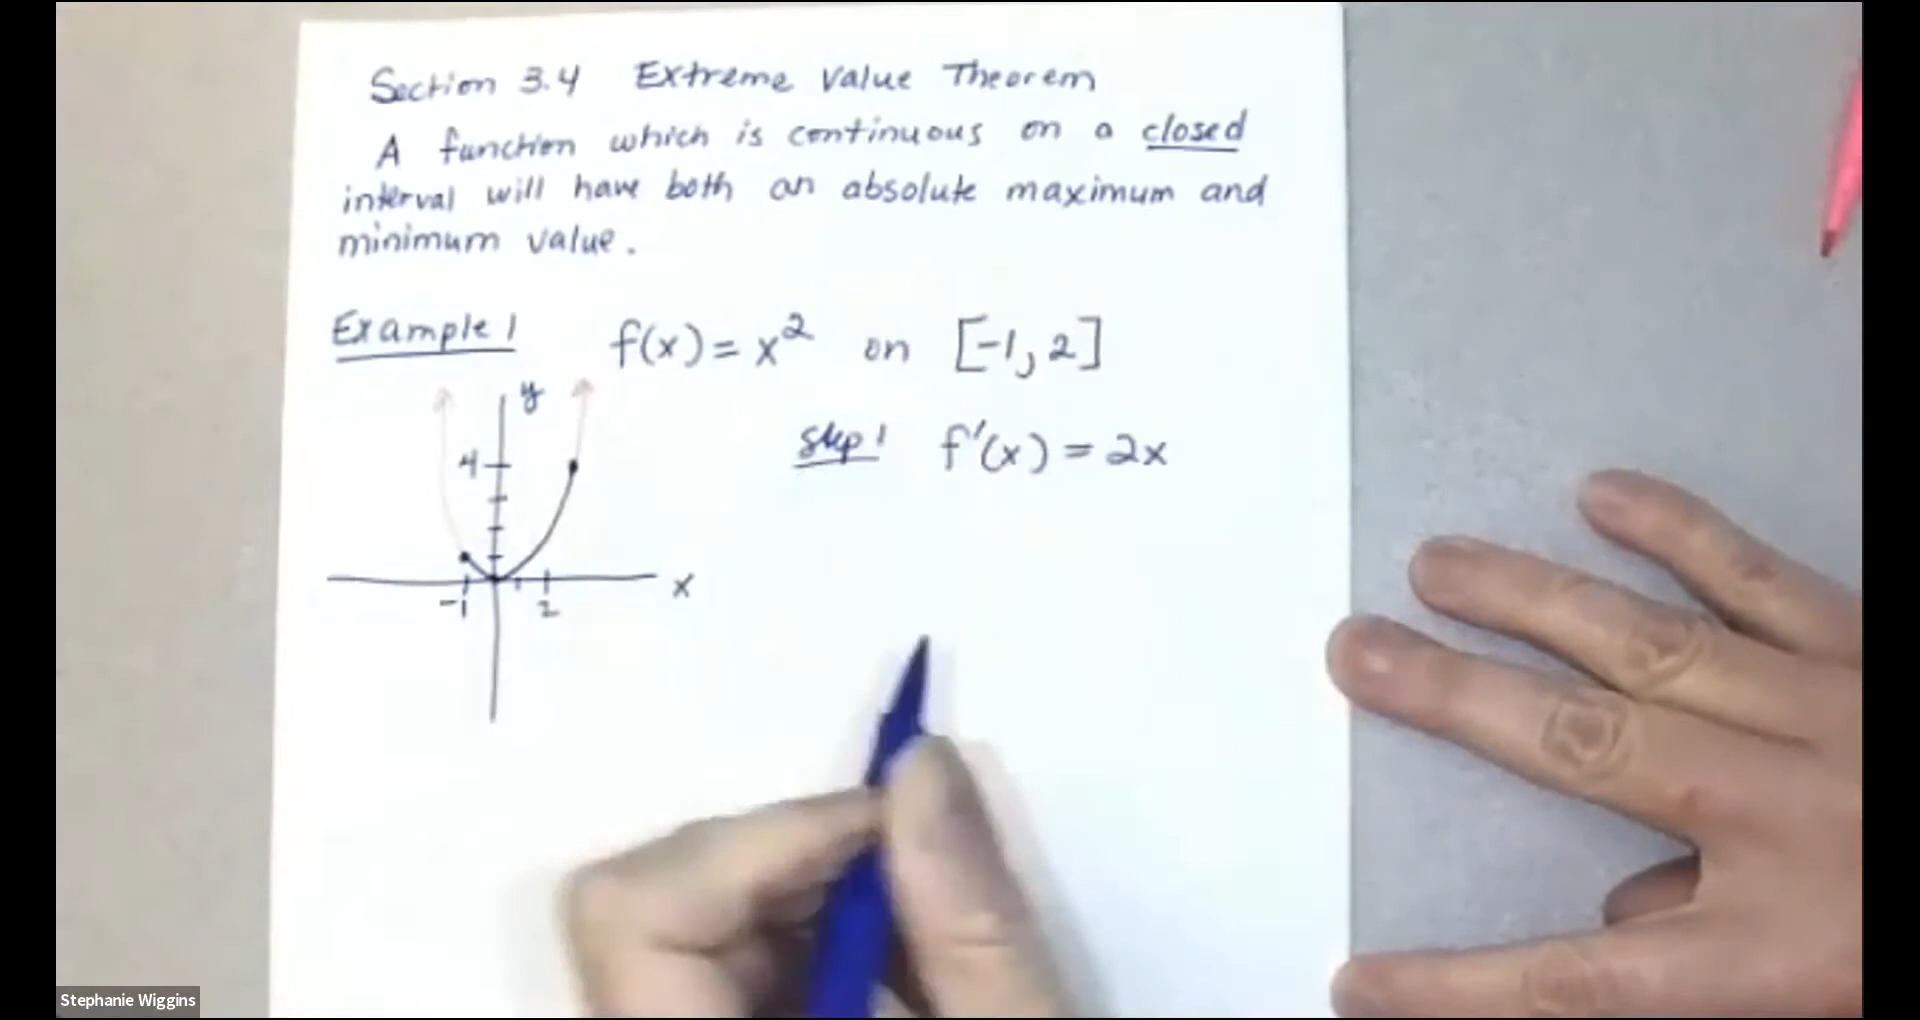 Section 3.4 Extreme Value Theorem
A function which is continuous on a closed
interval will have both an absolute maximum and
minimum value.
Example 1 f(x) = x² on [-1, 2]
y
Step 1 f'(x) = 2x
4
x
-1 2
Stephanie Wiggins